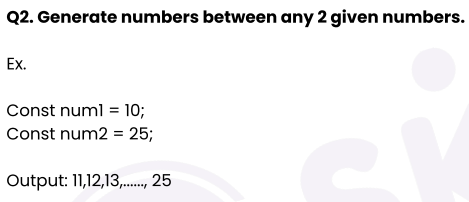 Q2. Generate numbers between any 2 given numbers.
Ex.
Const num1 = 10;
Const num2 = 25;
Output: 11,12,13,......, 25